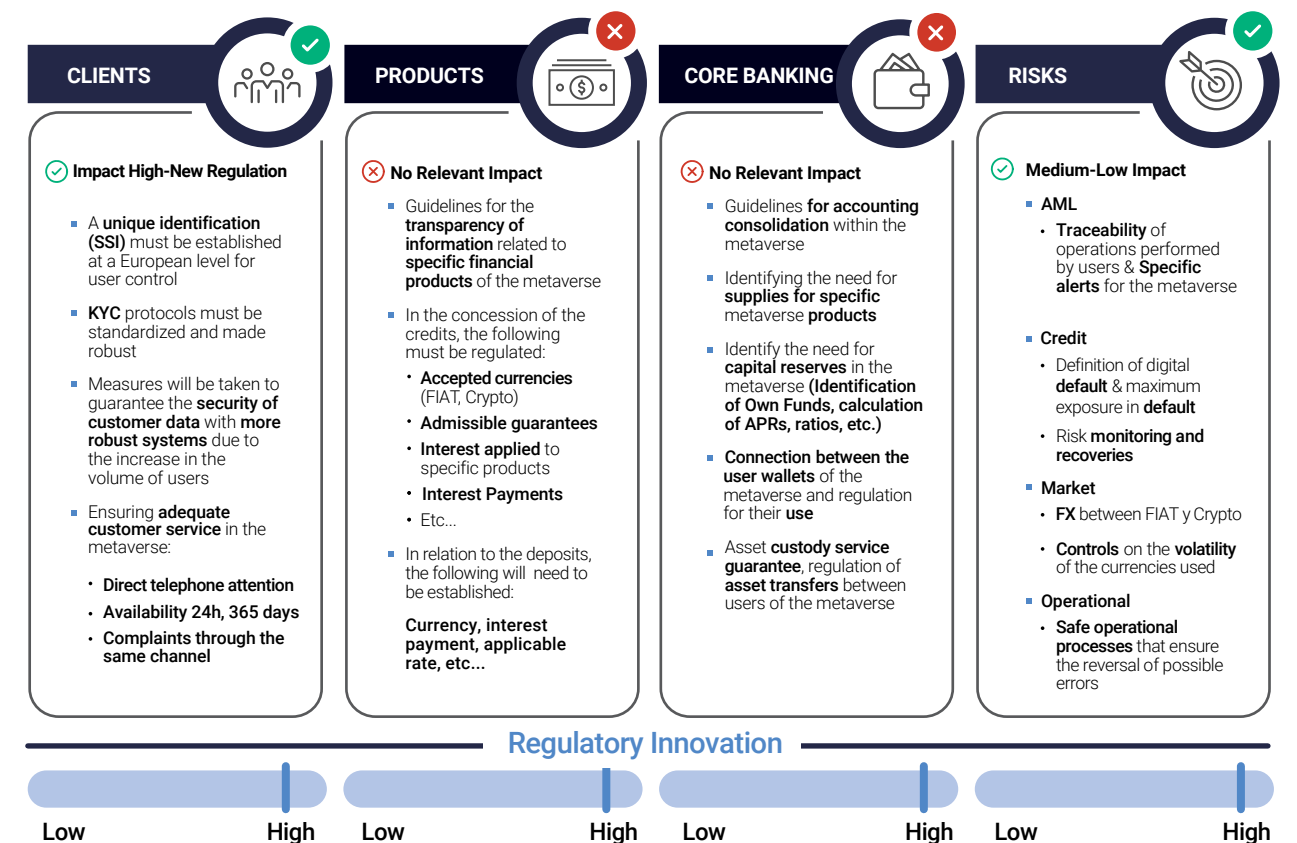 CLIENTS
Impact High-New Regulation
A unique identification
(SSI) must be established
at a European level for
user control
KYC protocols must be
standardized and made
robust
Measures will be taken to
guarantee the security of
customer data with more
robust systems due to
the increase in the
volume of users
Ensuring adequate
customer service in the
metaverse:
Direct telephone attention
Availability 24h, 365 days
Complaints through the
same channel
PRODUCTS
No Relevant Impact
Guidelines for the
transparency of
information related to
specific financial
products of the metaverse
In the concession of the
credits, the following
must be regulated:
Accepted currencies
(FIAT, Crypto)
Admissible guarantees
Interest applied to
specific products
Interest Payments
Etc...
In relation to the deposits,
the following will need to
be established:
Currency, interest
payment, applicable
rate, etc...
CORE BANKING
No Relevant Impact
Guidelines for accounting
consolidation within the
metaverse
Identifying the need for
supplies for specific
metaverse products
Identify the need for
capital reserves in the
metaverse (Identification
of Own Funds, calculation
of APRs, ratios, etc.)
Connection between the
user wallets of the
metaverse and regulation
for their use
Asset custody service
guarantee, regulation of
asset transfers between
users of the metaverse
RISKS
Medium-Low Impact
AML
Traceability of
operations performed
by users & Specific
alerts for the metaverse
Credit
Definition of digital
default & maximum
exposure in default
Risk monitoring and
recoveries
Market
FX between FIAT y Crypto
Controls on the volatility
of the currencies used
Operational
Safe operational
processes that ensure
the reversal of possible
errors
Regulatory Innovation
Low High Low High Low High Low High